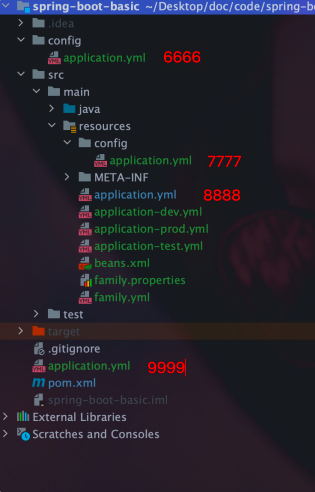 spring-boot-basic ~/Desktop/doc/code/spring-bo
.idea
config
application.yml 6666
src
main
java
resources
config
application.yml 7777
META-INF
application.yml 8888
application-dev.yml
application-prod.yml
application-test.yml
beans.xml
family.properties
family.yml
test
target
.gitignore
application.yml 9999
pom.xml
spring-boot-basic.iml
External Libraries
Scratches and Consoles